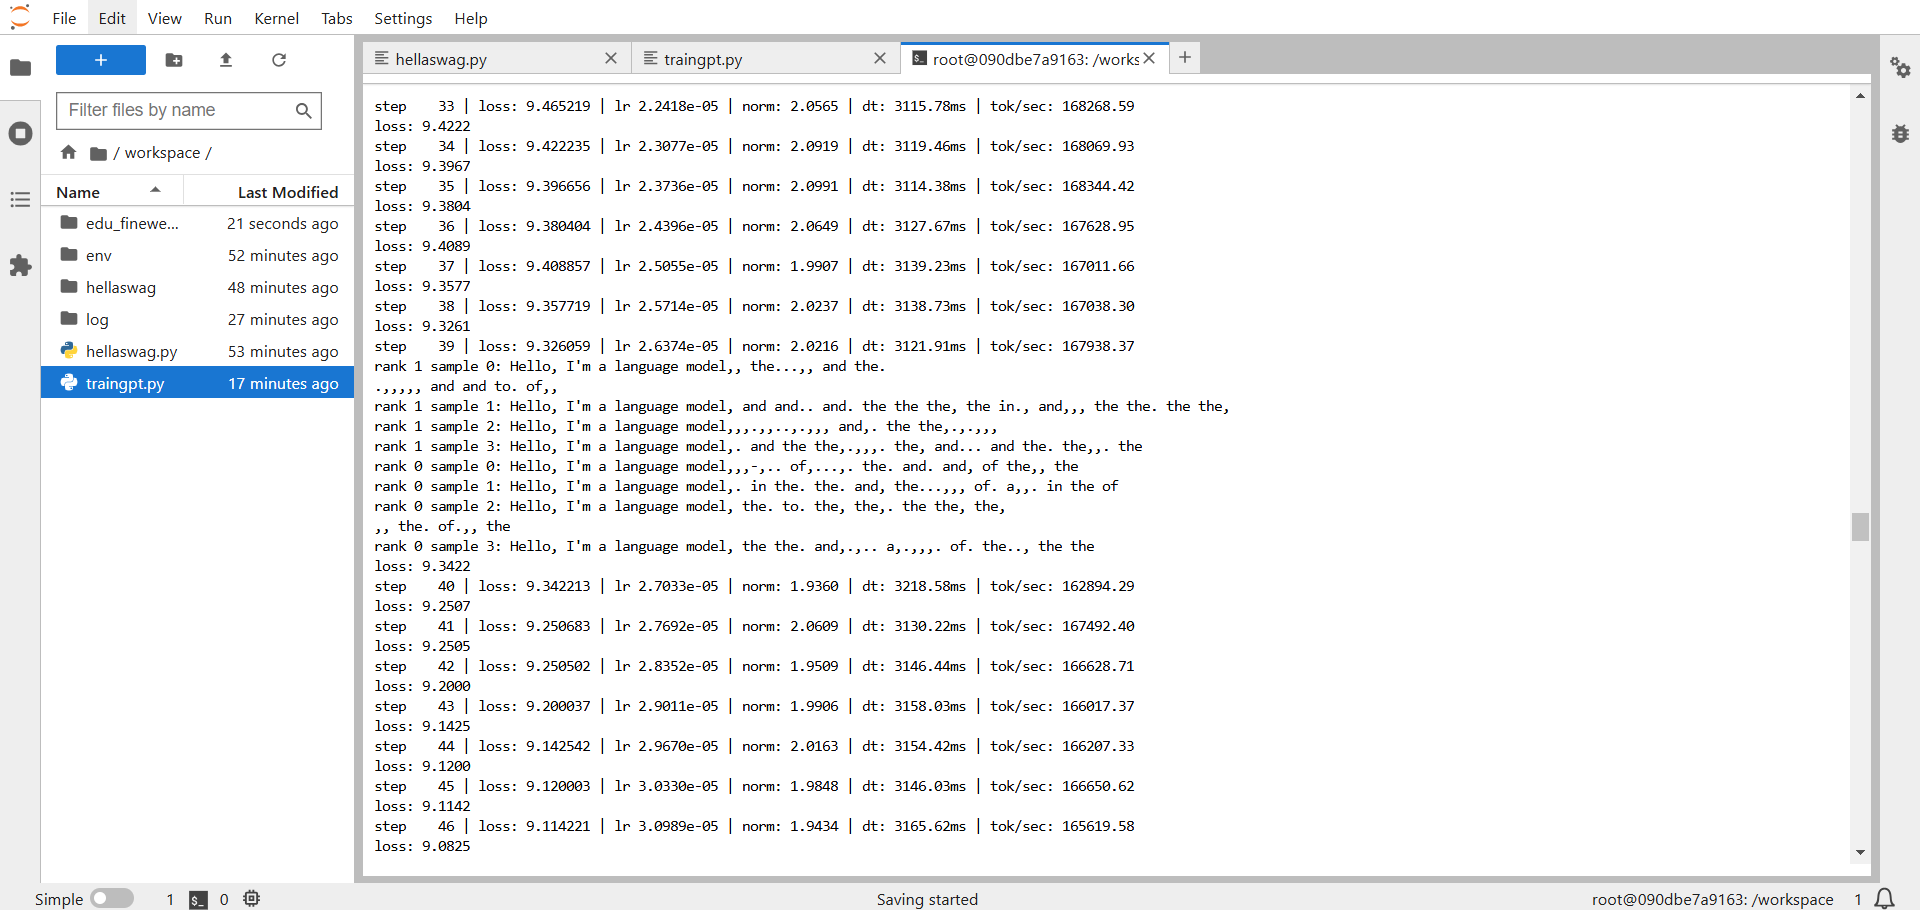 File Edit View Run Kernel Tabs Settings Help
+
Filter files by name
/ workspace /
Name Last Modified
edu_finewe... 21 seconds ago
env 52 minutes ago
hellaswag 48 minutes ago
log 27 minutes ago
hellaswag.py 53 minutes ago
traingpt.py 17 minutes ago
hellaswag.py traingpt.py root@090dbe7a9163: /works +
step    33 | loss: 9.465219 | lr 2.2418e-05 | norm: 2.0565 | dt: 3115.78ms | tok/sec: 168268.59
loss: 9.4222
step    34 | loss: 9.422235 | lr 2.3077e-05 | norm: 2.0919 | dt: 3119.46ms | tok/sec: 168069.93
loss: 9.3967
step    35 | loss: 9.396656 | lr 2.3736e-05 | norm: 2.0991 | dt: 3114.38ms | tok/sec: 168344.42
loss: 9.3804
step    36 | loss: 9.380404 | lr 2.4396e-05 | norm: 2.0649 | dt: 3127.67ms | tok/sec: 167628.95
loss: 9.4089
step    37 | loss: 9.408857 | lr 2.5055e-05 | norm: 1.9907 | dt: 3139.23ms | tok/sec: 167011.66
loss: 9.3577
step    38 | loss: 9.357719 | lr 2.5714e-05 | norm: 2.0237 | dt: 3138.73ms | tok/sec: 167038.30
loss: 9.3261
step    39 | loss: 9.326059 | lr 2.6374e-05 | norm: 2.0216 | dt: 3121.91ms | tok/sec: 167938.37
rank 1 sample 0: Hello, I'm a language model,, the...,, and the.
.,,,,, and and to. of,,
rank 1 sample 1: Hello, I'm a language model, and and.. and. the the the, the in., and,,, the the. the the,
rank 1 sample 2: Hello, I'm a language model,,,.,,..,.,,, and,. the the,.,.,,,
rank 1 sample 3: Hello, I'm a language model,. and the the,.,,,. the, and... and the. the,,. the
rank 0 sample 0: Hello, I'm a language model,,,-,.. of,...,. the. and. and, of the,, the
rank 0 sample 1: Hello, I'm a language model,. in the. the. and, the...,,, of. a,,. in the of
rank 0 sample 2: Hello, I'm a language model, the. to. the, the,. the the, the,
,, the. of.,, the
rank 0 sample 3: Hello, I'm a language model, the the. and,.,.. a,.,,,. of. the.., the the
loss: 9.3422
step    40 | loss: 9.342213 | lr 2.7033e-05 | norm: 1.9360 | dt: 3218.58ms | tok/sec: 162894.29
loss: 9.2507
step    41 | loss: 9.250683 | lr 2.7692e-05 | norm: 2.0609 | dt: 3130.22ms | tok/sec: 167492.40
loss: 9.2505
step    42 | loss: 9.250502 | lr 2.8352e-05 | norm: 1.9509 | dt: 3146.44ms | tok/sec: 166628.71
loss: 9.2000
step    43 | loss: 9.200037 | lr 2.9011e-05 | norm: 1.9906 | dt: 3158.03ms | tok/sec: 166017.37
loss: 9.1425
step    44 | loss: 9.142542 | lr 2.9670e-05 | norm: 2.0163 | dt: 3154.42ms | tok/sec: 166207.33
loss: 9.1200
step    45 | loss: 9.120003 | lr 3.0330e-05 | norm: 1.9848 | dt: 3146.03ms | tok/sec: 166650.62
loss: 9.1142
step    46 | loss: 9.114221 | lr 3.0989e-05 | norm: 1.9434 | dt: 3165.62ms | tok/sec: 165619.58
loss: 9.0825
Simple 1 0 Saving started root@090dbe7a9163: /workspace 1